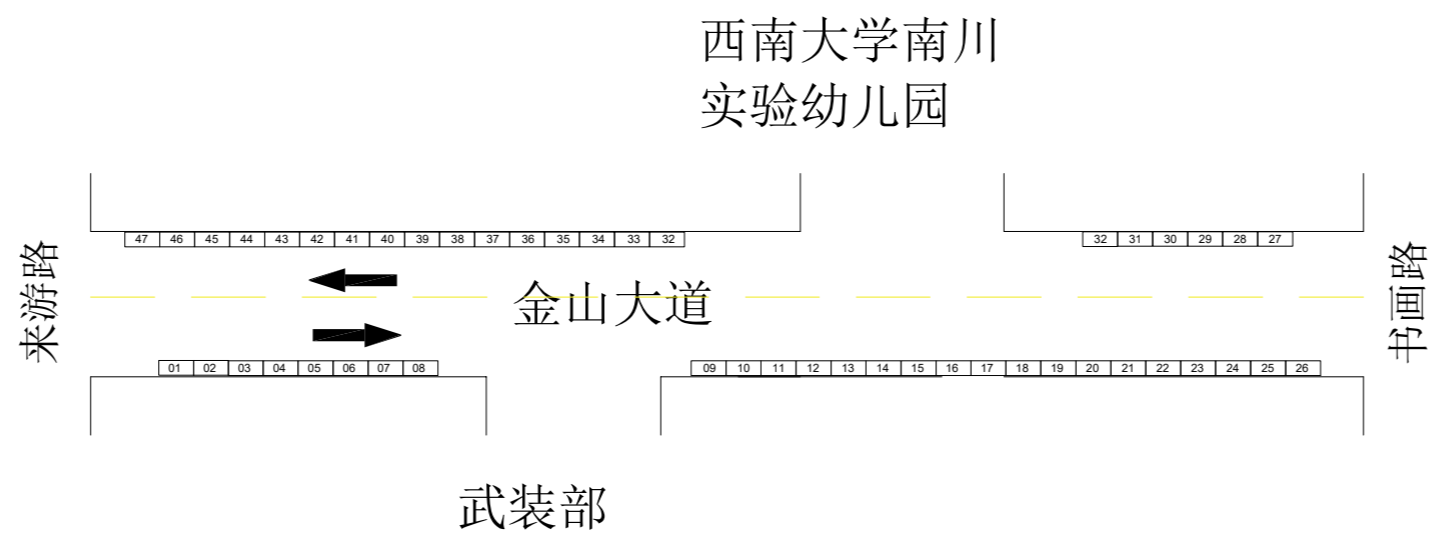 西南大学南川
实验幼儿园
47 46 45 44 43 42 41 40 39 38 37 36 35 34 33 32
32 31 30 29 28 27
来游路
金山大道
书画路
01 02 03 04 05 06 07 08
09 10 11 12 13 14 15 16 17 18 19 20 21 22 23 24 25 26
武装部